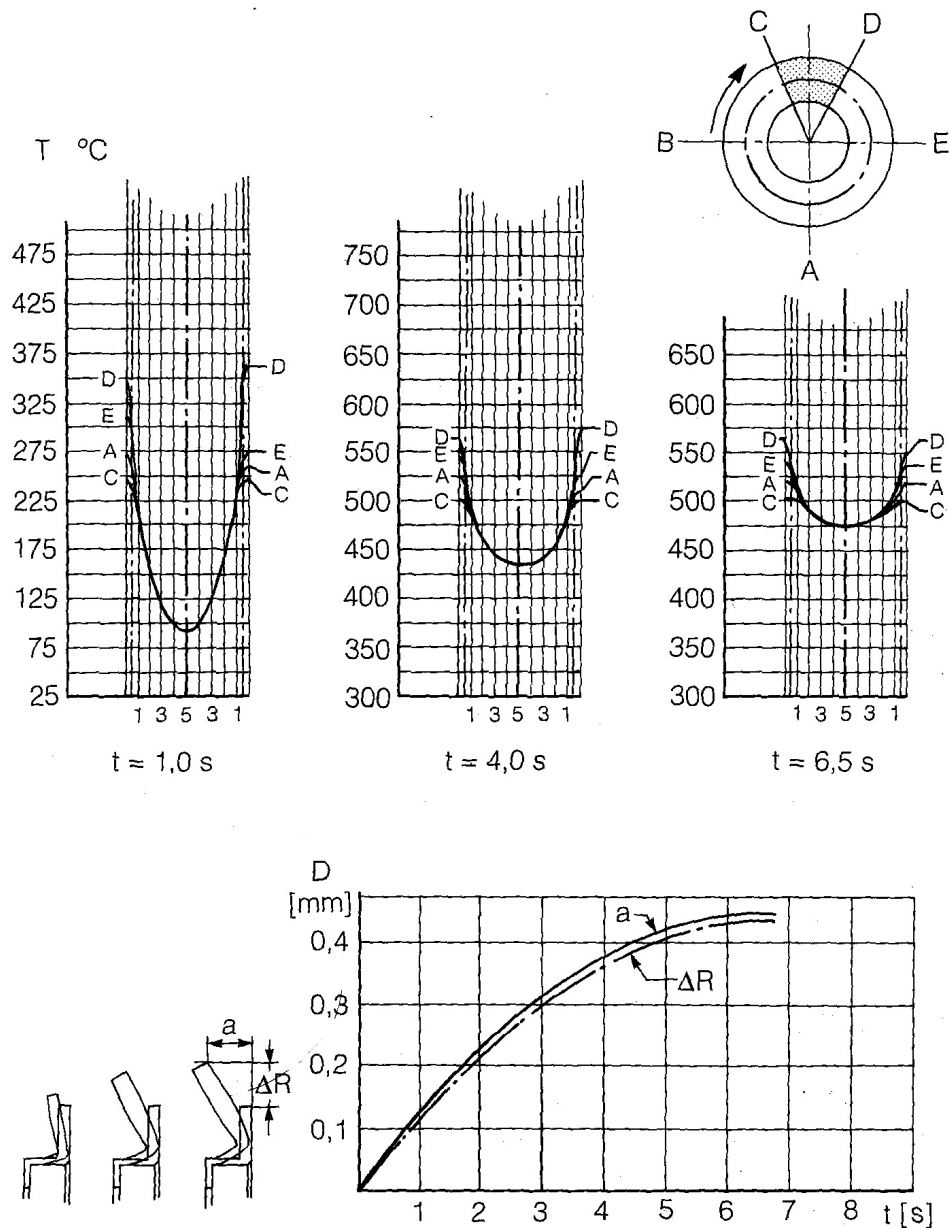 C D
B E
A
T °C
475
425
375
325
275
225
175
125
75
25
D
E
A
C
D
E
A
C
1 3 5 3 1
t = 1,0 s
750
700
650
600
550
500
450
400
350
300
D
E
A
C
D
E
A
C
1 3 5 3 1
t = 4,0 s
650
600
550
500
450
400
350
300
D
E
A
C
D
E
A
C
1 3 5 3 1
t = 6,5 s
a
ΔR
D
[mm]
0,4
0,3
0,2
0,1
a
ΔR
1 2 3 4 5 6 7 8 t [s]